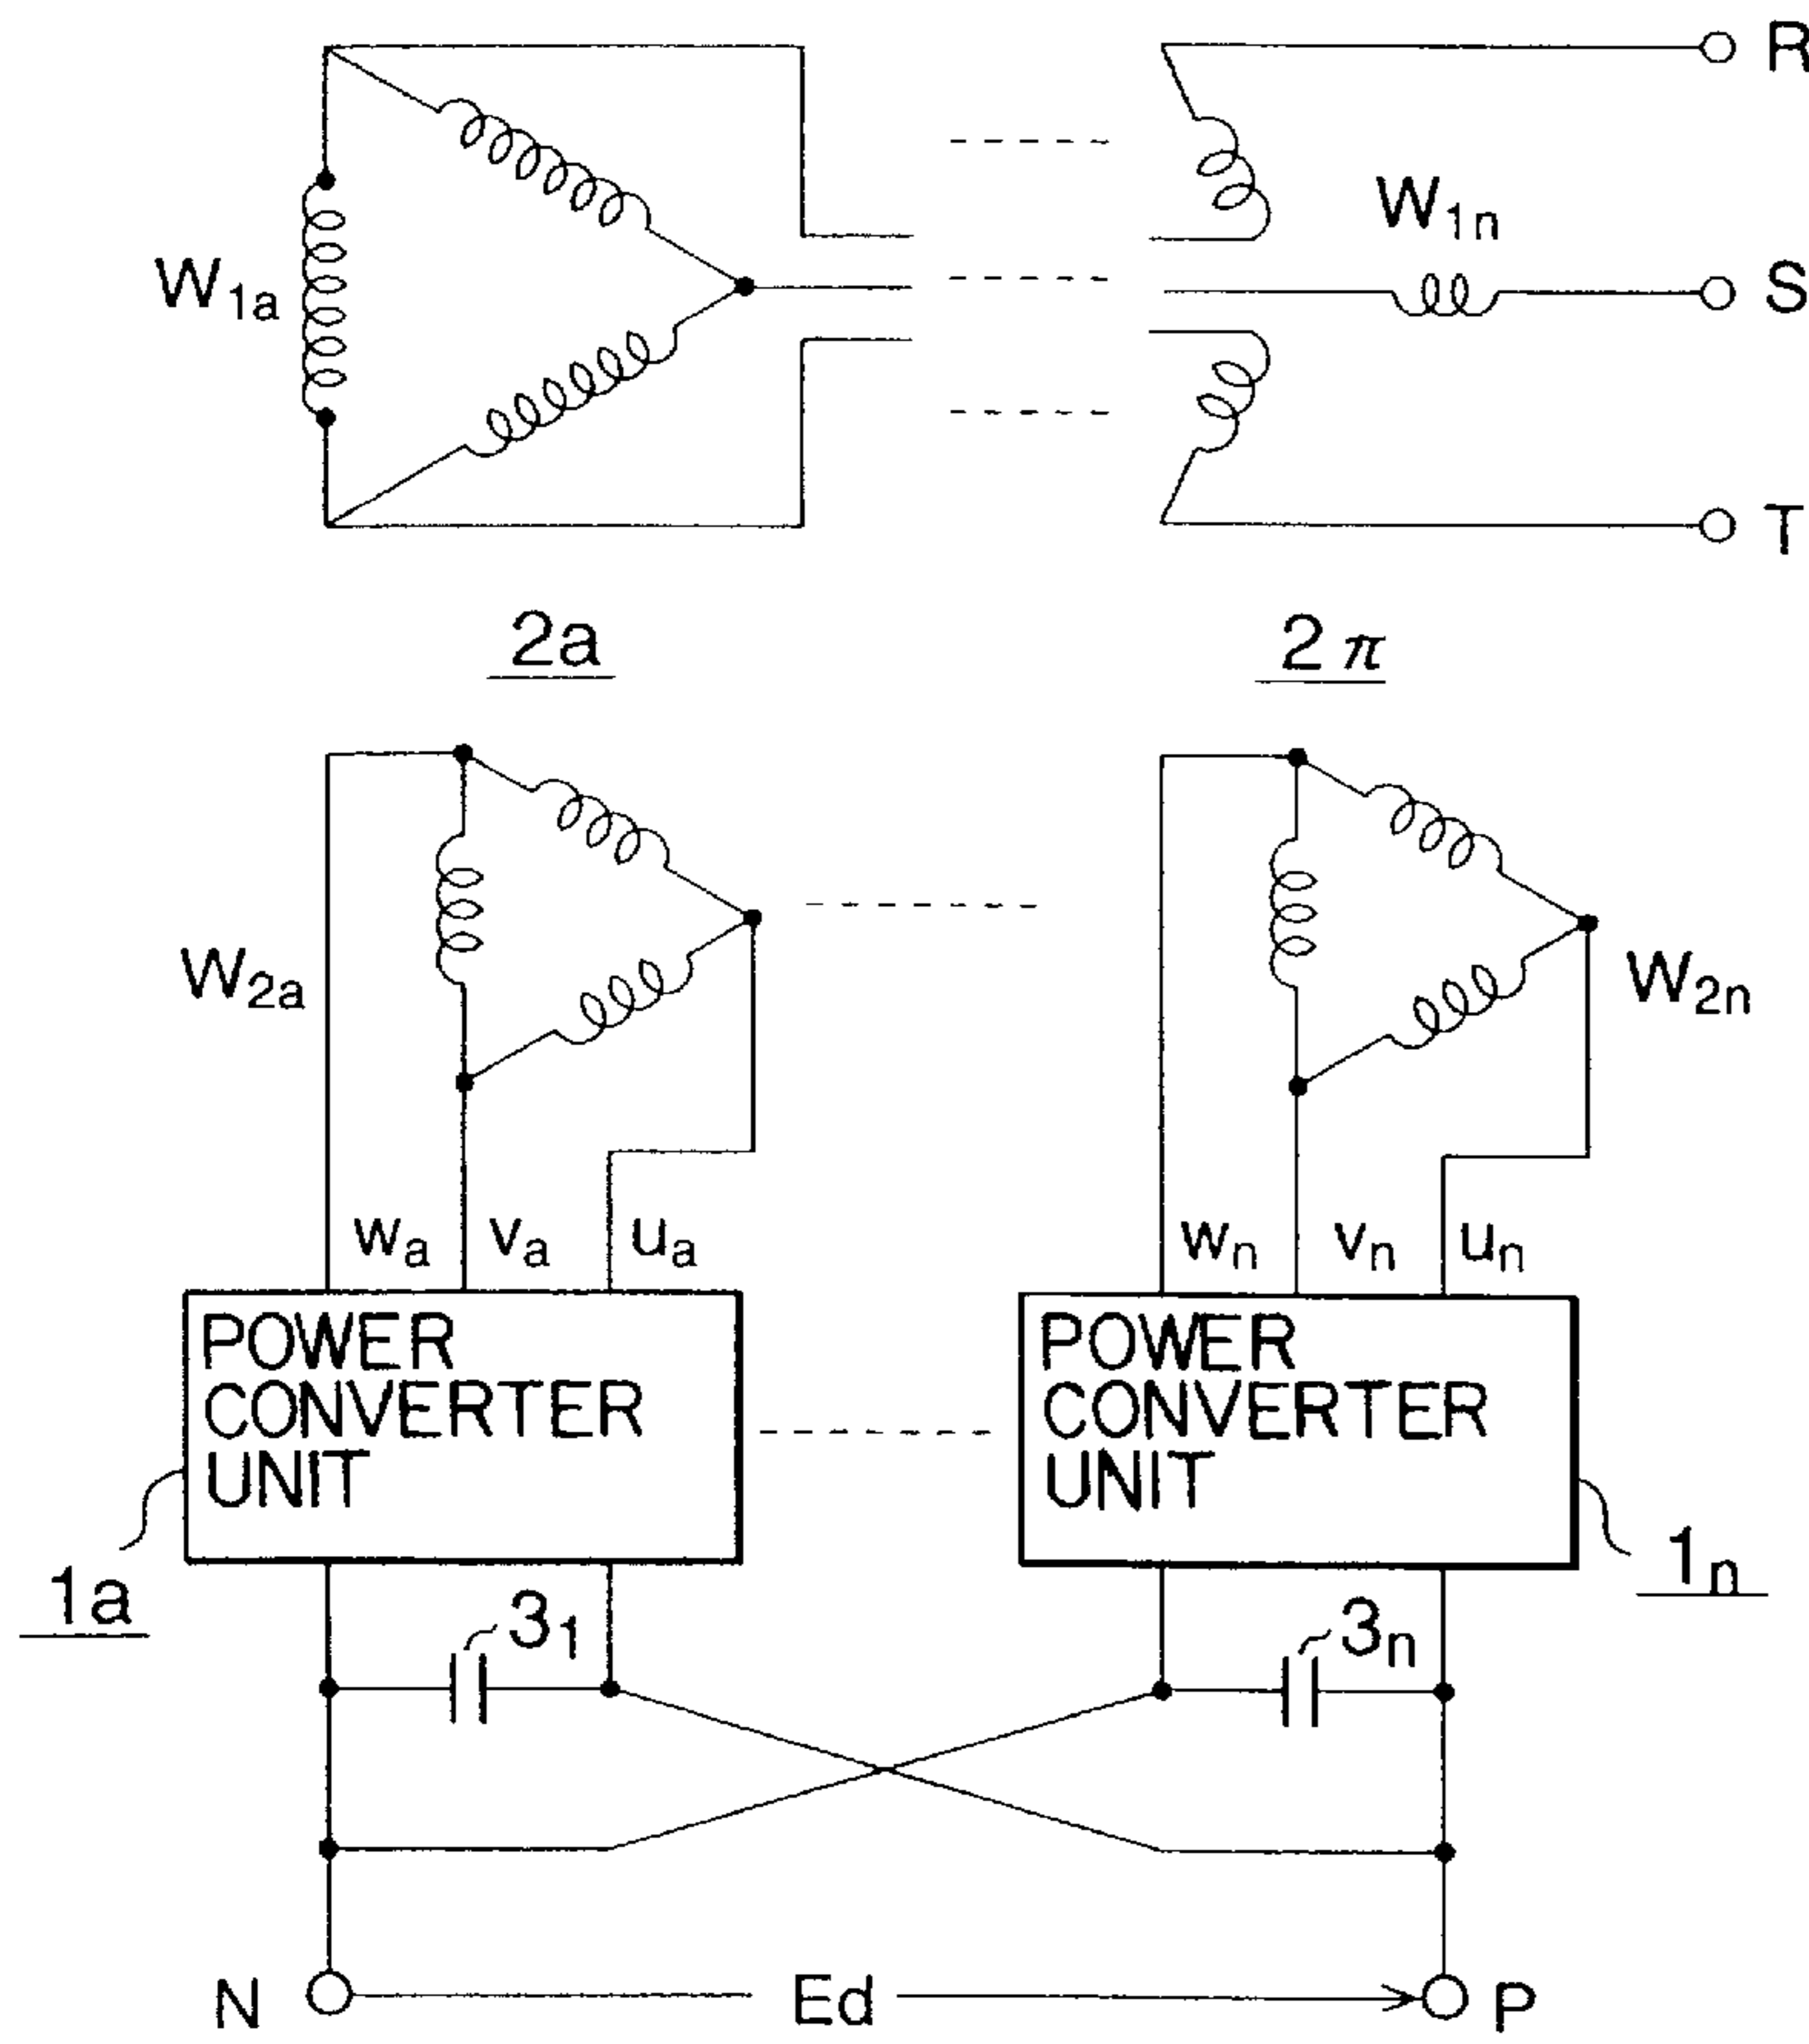 R
W1n
W1a
S
T
2a
2π
W2a
W2n
wa va ua
wn vn un
POWER
CONVERTER
UNIT
POWER
CONVERTER
UNIT
1a
1n
31
3n
N
Ed
P